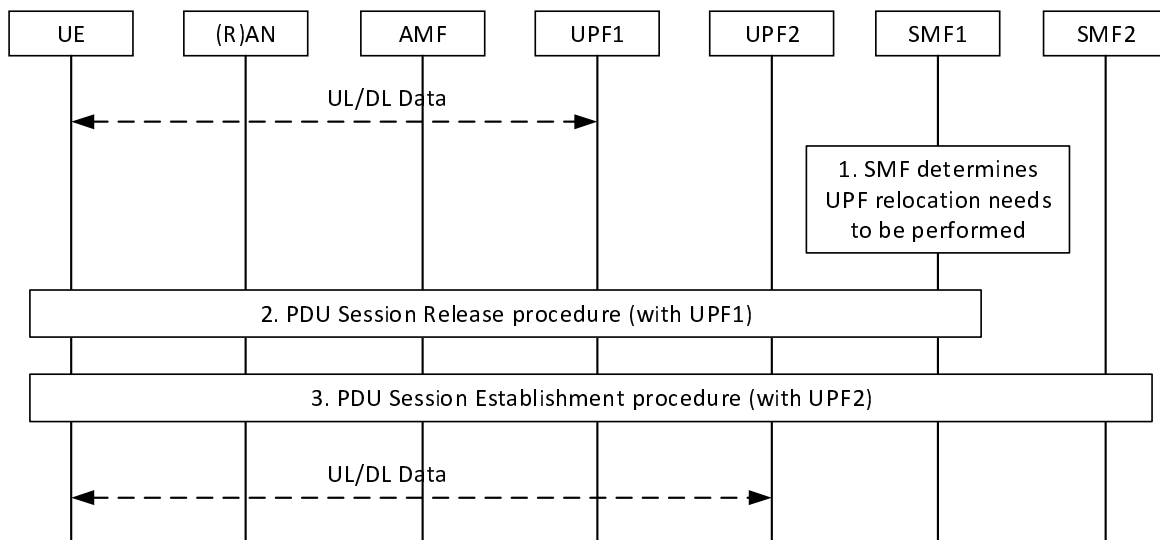 UE
(R)AN
AMF
UPF1
UPF2
SMF1
SMF2
UL/DL Data
1. SMF determines
UPF relocation needs
to be performed
2. PDU Session Release procedure (with UPF1)
3. PDU Session Establishment procedure (with UPF2)
UL/DL Data